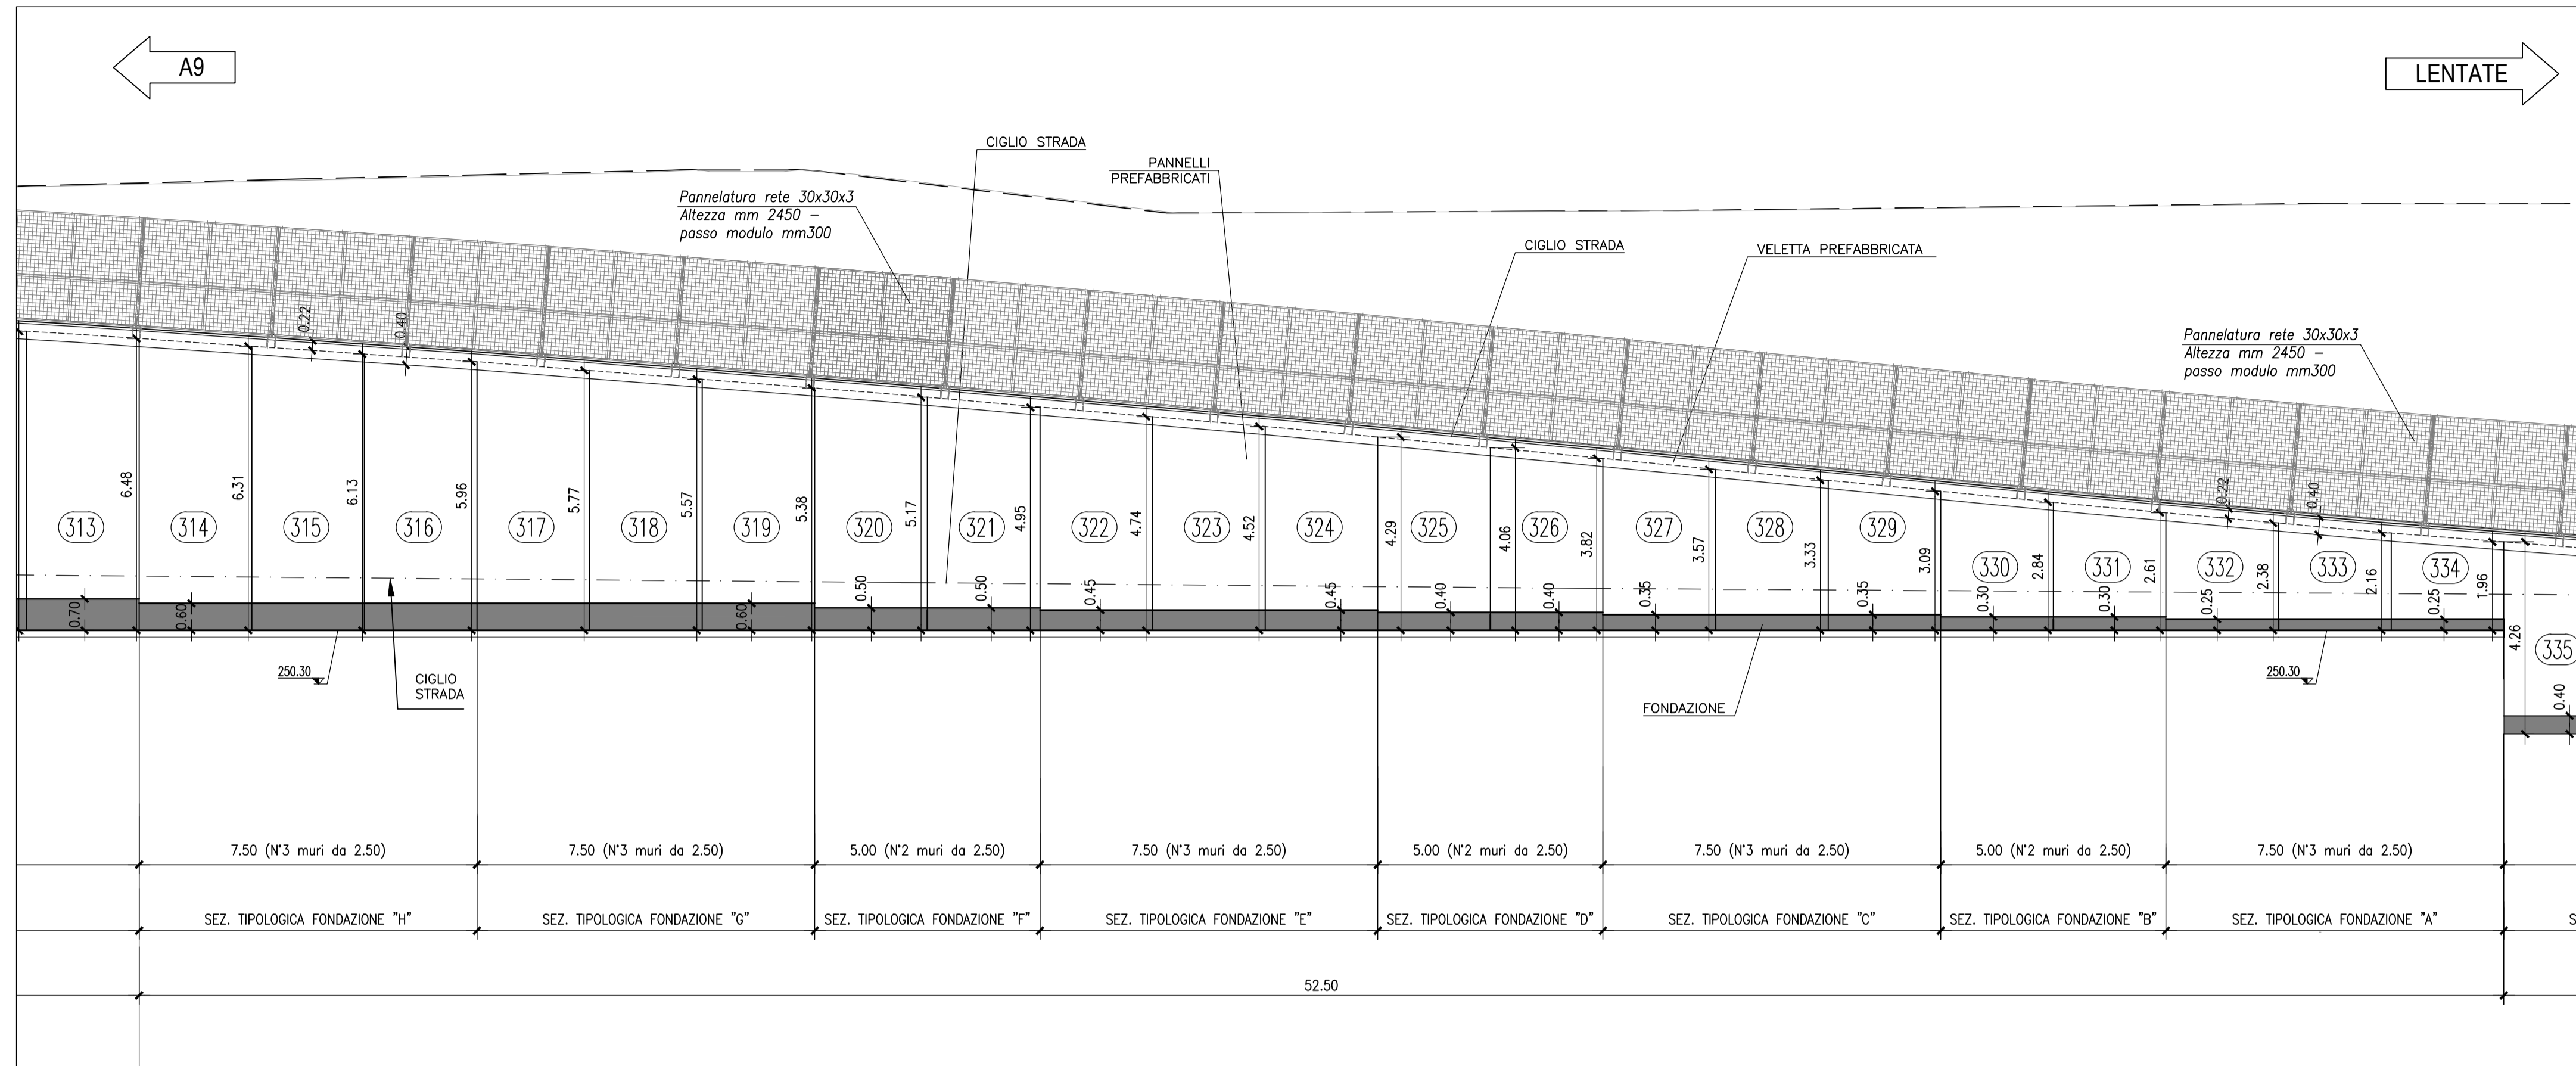 A9
LENTATE
CIGLIO STRADA
PANNELLI
PREFABBRICATI
Pannelatura rete 30x30x3
Altezza mm 2450 –
passo modulo mm300
CIGLIO STRADA
VELETTA PREFABBRICATA
Pannelatura rete 30x30x3
Altezza mm 2450 –
passo modulo mm300
0.22
0.40
0.22
0.40
6.48
6.31
6.13
5.96
5.77
5.57
5.38
5.17
4.95
4.74
4.52
4.29
4.06
3.82
3.57
3.33
3.09
2.84
2.61
2.38
2.16
1.96
4.26
313
314
315
316
317
318
319
320
321
322
323
324
325
326
327
328
329
330
331
332
333
334
335
0.70
0.60
0.60
0.50
0.50
0.45
0.45
0.40
0.40
0.35
0.35
0.30
0.30
0.25
0.25
0.40
250.30
CIGLIO
STRADA
FONDAZIONE
250.30
7.50 (N°3 muri da 2.50)
7.50 (N°3 muri da 2.50)
5.00 (N°2 muri da 2.50)
7.50 (N°3 muri da 2.50)
5.00 (N°2 muri da 2.50)
7.50 (N°3 muri da 2.50)
5.00 (N°2 muri da 2.50)
7.50 (N°3 muri da 2.50)
SEZ. TIPOLOGICA FONDAZIONE "H"
SEZ. TIPOLOGICA FONDAZIONE "G"
SEZ. TIPOLOGICA FONDAZIONE "F"
SEZ. TIPOLOGICA FONDAZIONE "E"
SEZ. TIPOLOGICA FONDAZIONE "D"
SEZ. TIPOLOGICA FONDAZIONE "C"
SEZ. TIPOLOGICA FONDAZIONE "B"
SEZ. TIPOLOGICA FONDAZIONE "A"
S
52.50